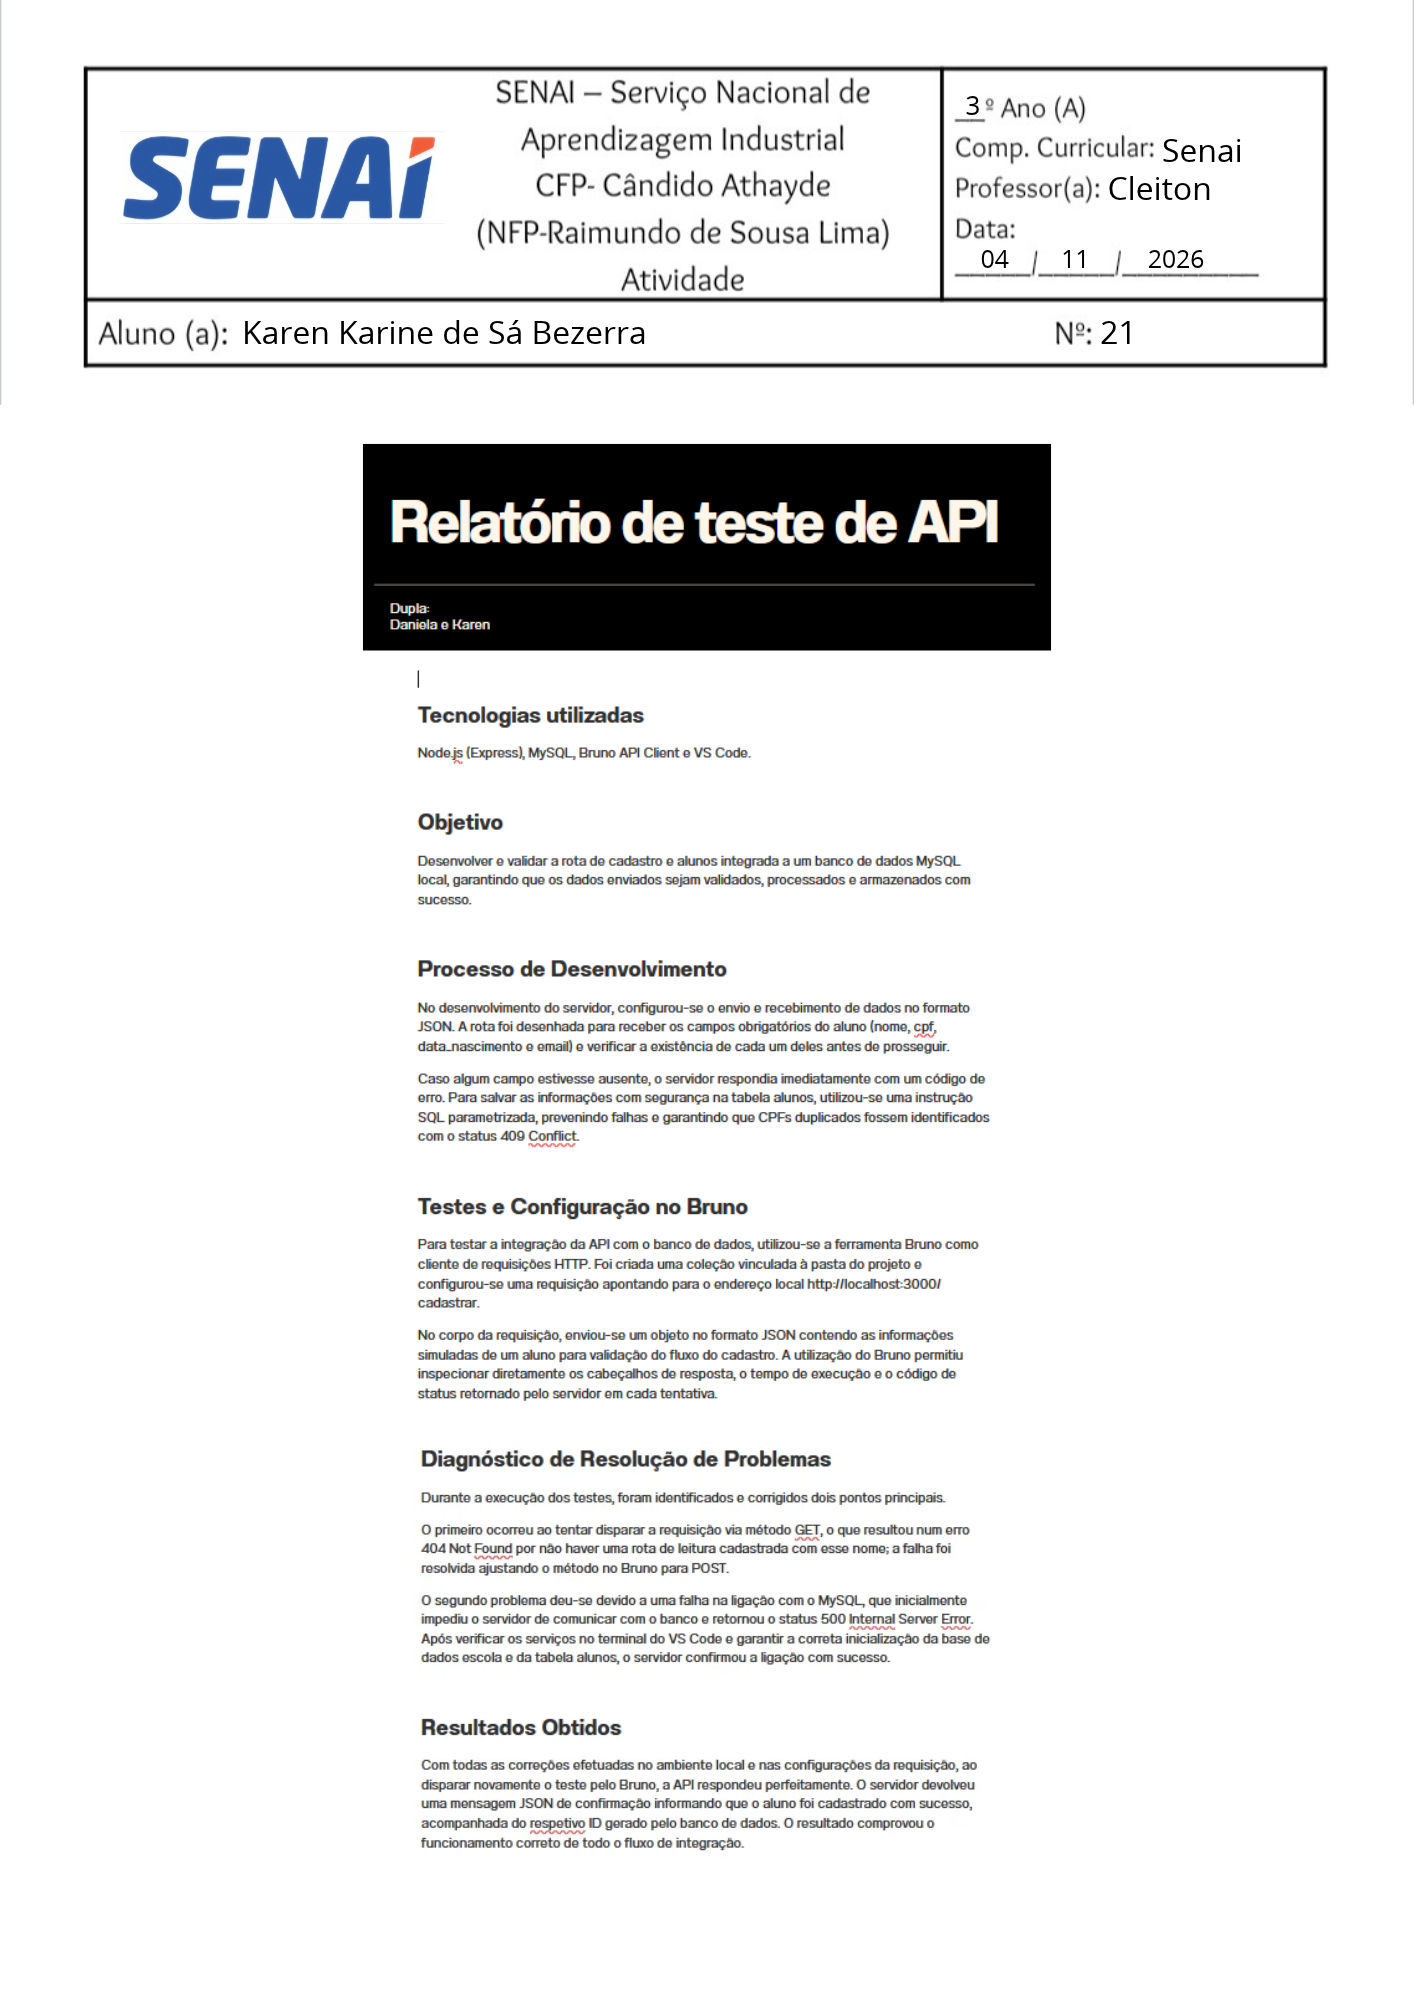 SENAI
SENAI – Serviço Nacional de
Aprendizagem Industrial
CFP- Cândido Athayde
(NFP-Raimundo de Sousa Lima)
Atividade
3º Ano (A)
Comp. Curricular: Senai
Professor(a): Cleiton
Data:
04 / 11 / 2026
Aluno (a): Karen Karine de Sá Bezerra Nº: 21
Relatório de teste de API
Dupla:
Daniela e Karen
Tecnologias utilizadas
Node.js (Express), MySQL, Bruno API Client e VS Code.
Objetivo
Desenvolver e validar a rota de cadastro e alunos integrada a um banco de dados MySQL
local, garantindo que os dados enviados sejam validados, processados e armazenados com
sucesso.
Processo de Desenvolvimento
No desenvolvimento do servidor, configurou-se o envio e recebimento de dados no formato
JSON. A rota foi desenhada para receber os campos obrigatórios do aluno (nome, cpf,
data_nascimento e email) e verificar a existência de cada um deles antes de prosseguir.
Caso algum campo estivesse ausente, o servidor respondia imediatamente com um código de
erro. Para salvar as informações com segurança na tabela alunos, utilizou-se uma instrução
SQL parametrizada, prevenindo falhas e garantindo que CPFs duplicados fossem identificados
com o status 409 Conflict.
Testes e Configuração no Bruno
Para testar a integração da API com o banco de dados, utilizou-se a ferramenta Bruno como
cliente de requisições HTTP. Foi criada uma coleção vinculada à pasta do projeto e
configurou-se uma requisição apontando para o endereço local http://localhost:3000/
cadastrar.
No corpo da requisição, enviou-se um objeto no formato JSON contendo as informações
simuladas de um aluno para validação do fluxo do cadastro. A utilização do Bruno permitiu
inspecionar diretamente os cabeçalhos de resposta, o tempo de execução e o código de
status retornado pelo servidor em cada tentativa.
Diagnóstico de Resolução de Problemas
Durante a execução dos testes, foram identificados e corrigidos dois pontos principais.
O primeiro ocorreu ao tentar disparar a requisição via método GET, o que resultou num erro
404 Not Found por não haver uma rota de leitura cadastrada com esse nome; a falha foi
resolvida ajustando o método no Bruno para POST.
O segundo problema deu-se devido a uma falha na ligação com o MySQL, que inicialmente
impediu o servidor de comunicar com o banco e retornou o status 500 Internal Server Error.
Após verificar os serviços no terminal do VS Code e garantir a correta inicialização da base de
dados escola e da tabela alunos, o servidor confirmou a ligação com sucesso.
Resultados Obtidos
Com todas as correções efetuadas no ambiente local e nas configurações da requisição, ao
disparar novamente o teste pelo Bruno, a API respondeu perfeitamente. O servidor devolveu
uma mensagem JSON de confirmação informando que o aluno foi cadastrado com sucesso,
acompanhada do respetivo ID gerado pelo banco de dados. O resultado comprovou o
funcionamento correto de todo o fluxo de integração.